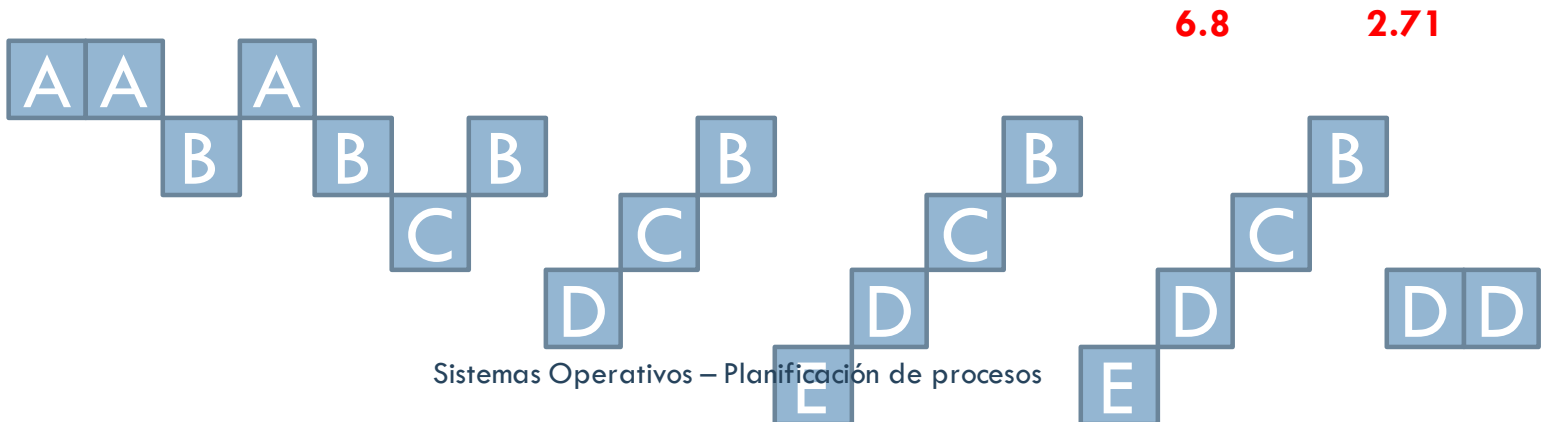 6.8 2.71
A A A
B B B B B B
C C C C
D D D D D
Sistemas Operativos – Planificación de procesos
E E